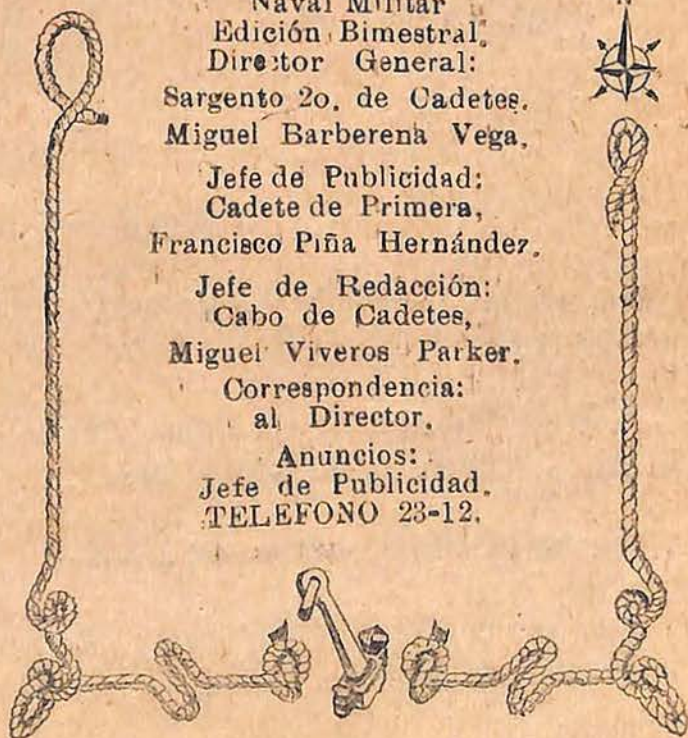 Naval Militar
Edición Bimestral.
Director General:
Sargento 2o. de Cadetes.
Miguel Barberena Vega.
Jefe de Publicidad:
Cadete de Primera,
Francisco Piña Hernández.
Jefe de Redacción:
Cabo de Cadetes,
Miguel Viveros Parker.
Correspondencia:
al Director.
Anuncios:
Jefe de Publicidad.
TELEFONO 23-12.